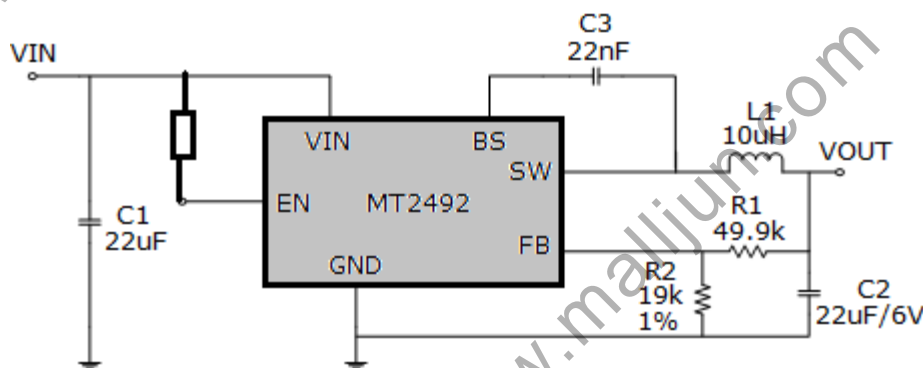 VIN
C3
22nF
L1
10uH
VOUT
VIN
BS
SW
EN
MT2492
R1
49.9k
C1
22uF
FB
GND
R2
19k
1%
C2
22uF/6V
www.mallijun.com